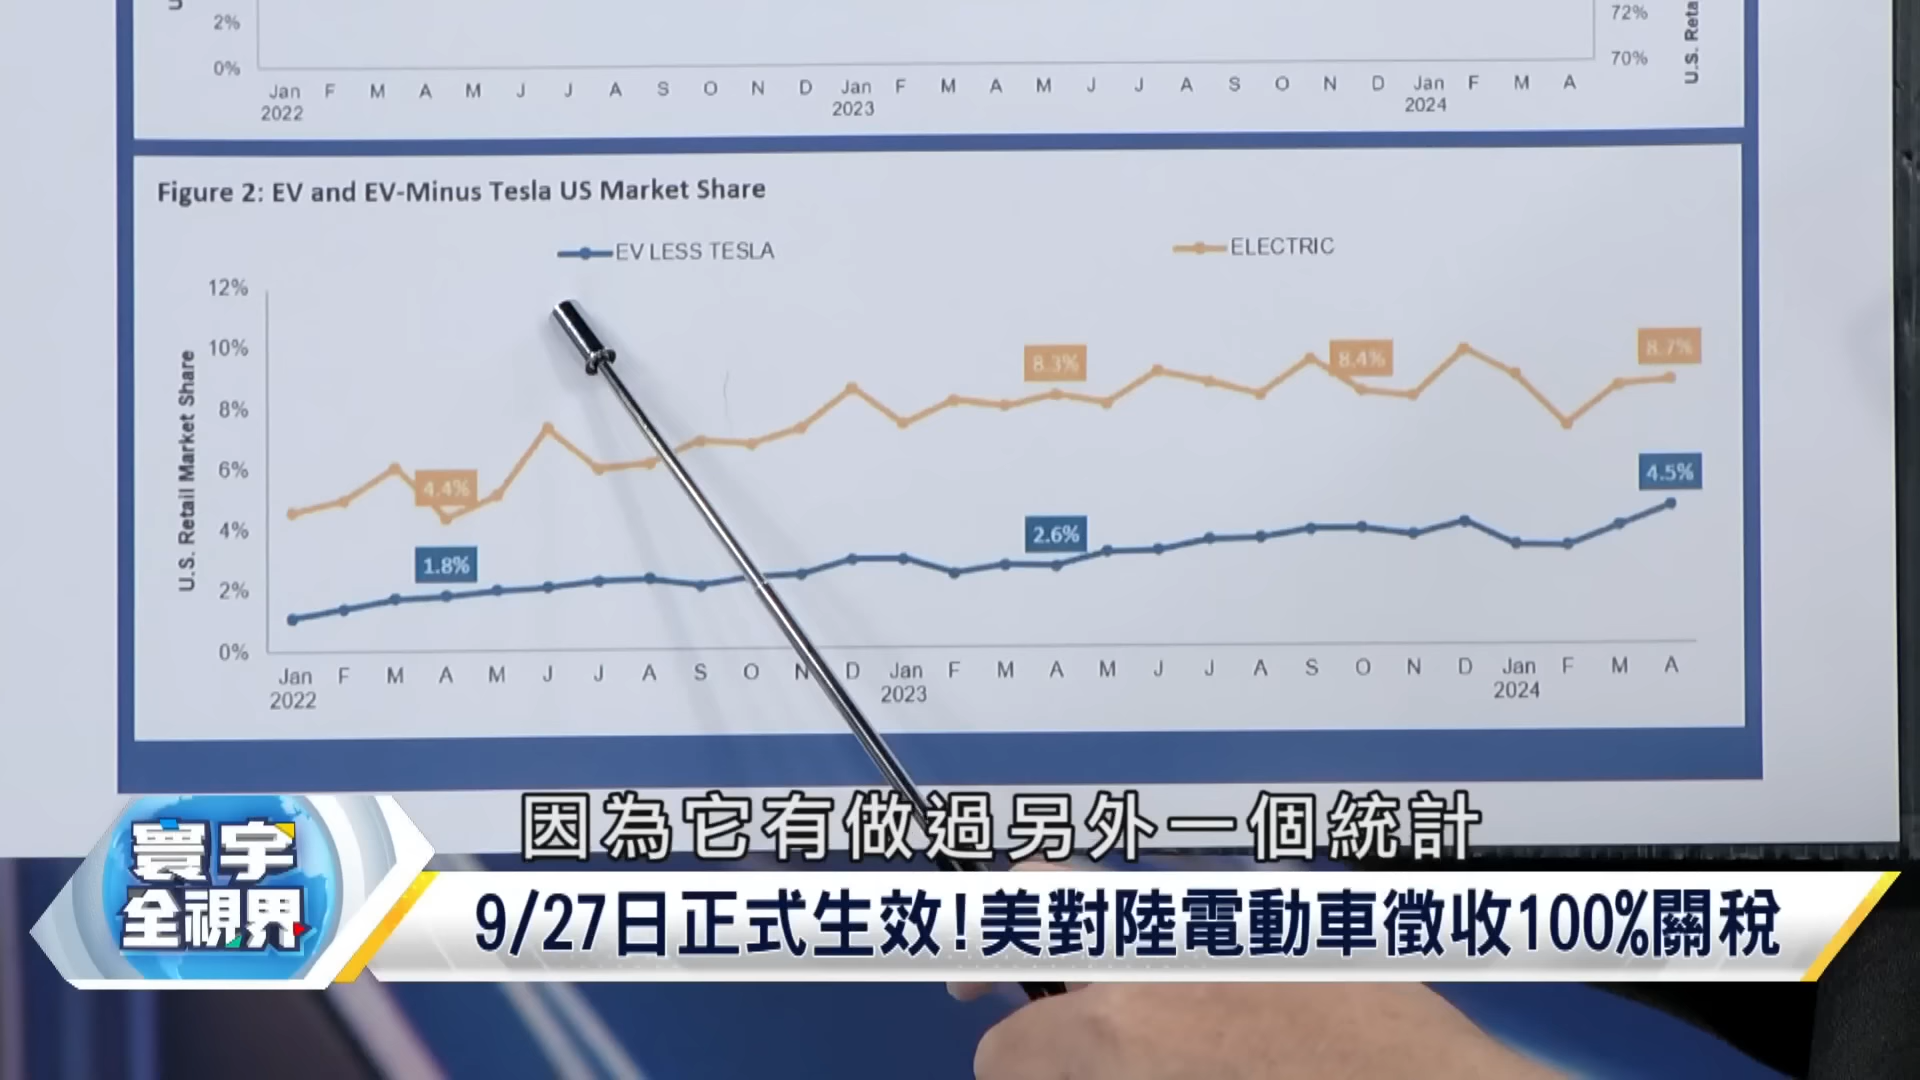 2%
72%
0%
70%
U.S. Reta
Jan F M A M J J A S O N D Jan F M A M J J A S O N D Jan F M A
2022 2023 2024
Figure 2: EV and EV-Minus Tesla US Market Share
EV LESS TESLA ELECTRIC
12%
10%
8%
6%
4%
2%
0%
U.S. Retail Market Share
4.4% 8.3% 8.4% 8.7%
1.8% 2.6% 4.5%
Jan F M A M J J A S O N D Jan F M A M J J A S O N D Jan F M A
2022 2023 2024
因為它有做過另外一個統計
寰宇
全視界
9/27日正式生效!美對陸電動車徵收100%關稅